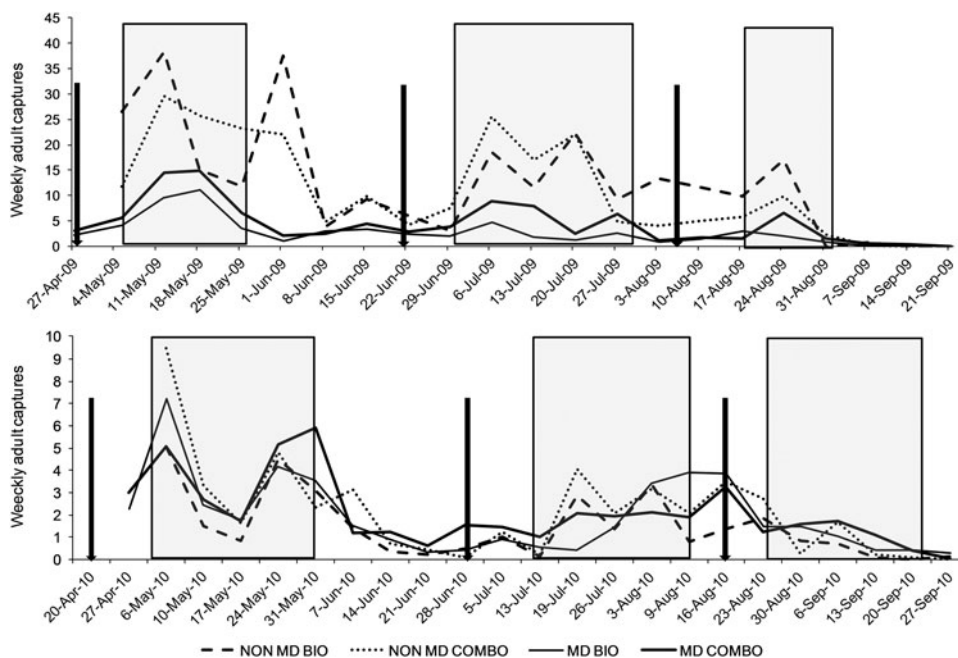 Weekly adult captures
45
40
35
30
25
20
15
10
5
0
27-Apr-09
4-May-09
11-May-09
18-May-09
25-May-09
1-Jun-09
8-Jun-09
15-Jun-09
22-Jun-09
29-Jun-09
6-Jul-09
13-Jul-09
20-Jul-09
27-Jul-09
3-Aug-09
10-Aug-09
17-Aug-09
24-Aug-09
31-Aug-09
7-Sep-09
14-Sep-09
21-Sep-09
Weeckly adult captures
10
9
8
7
6
5
4
3
2
1
0
20-Apr-10
27-Apr-10
6-May-10
10-May-10
17-May-10
24-May-10
31-May-10
7-Jun-10
14-Jun-10
21-Jun-10
28-Jun-10
5-Jul-10
13-Jul-10
19-Jul-10
26-Jul-10
3-Aug-10
9-Aug-10
16-Aug-10
23-Aug-10
30-Aug-10
6-Sep-10
13-Sep-10
20-Sep-10
27-Sep-10
NON MD BIO NON MD COMBO MD BIO MD COMBO